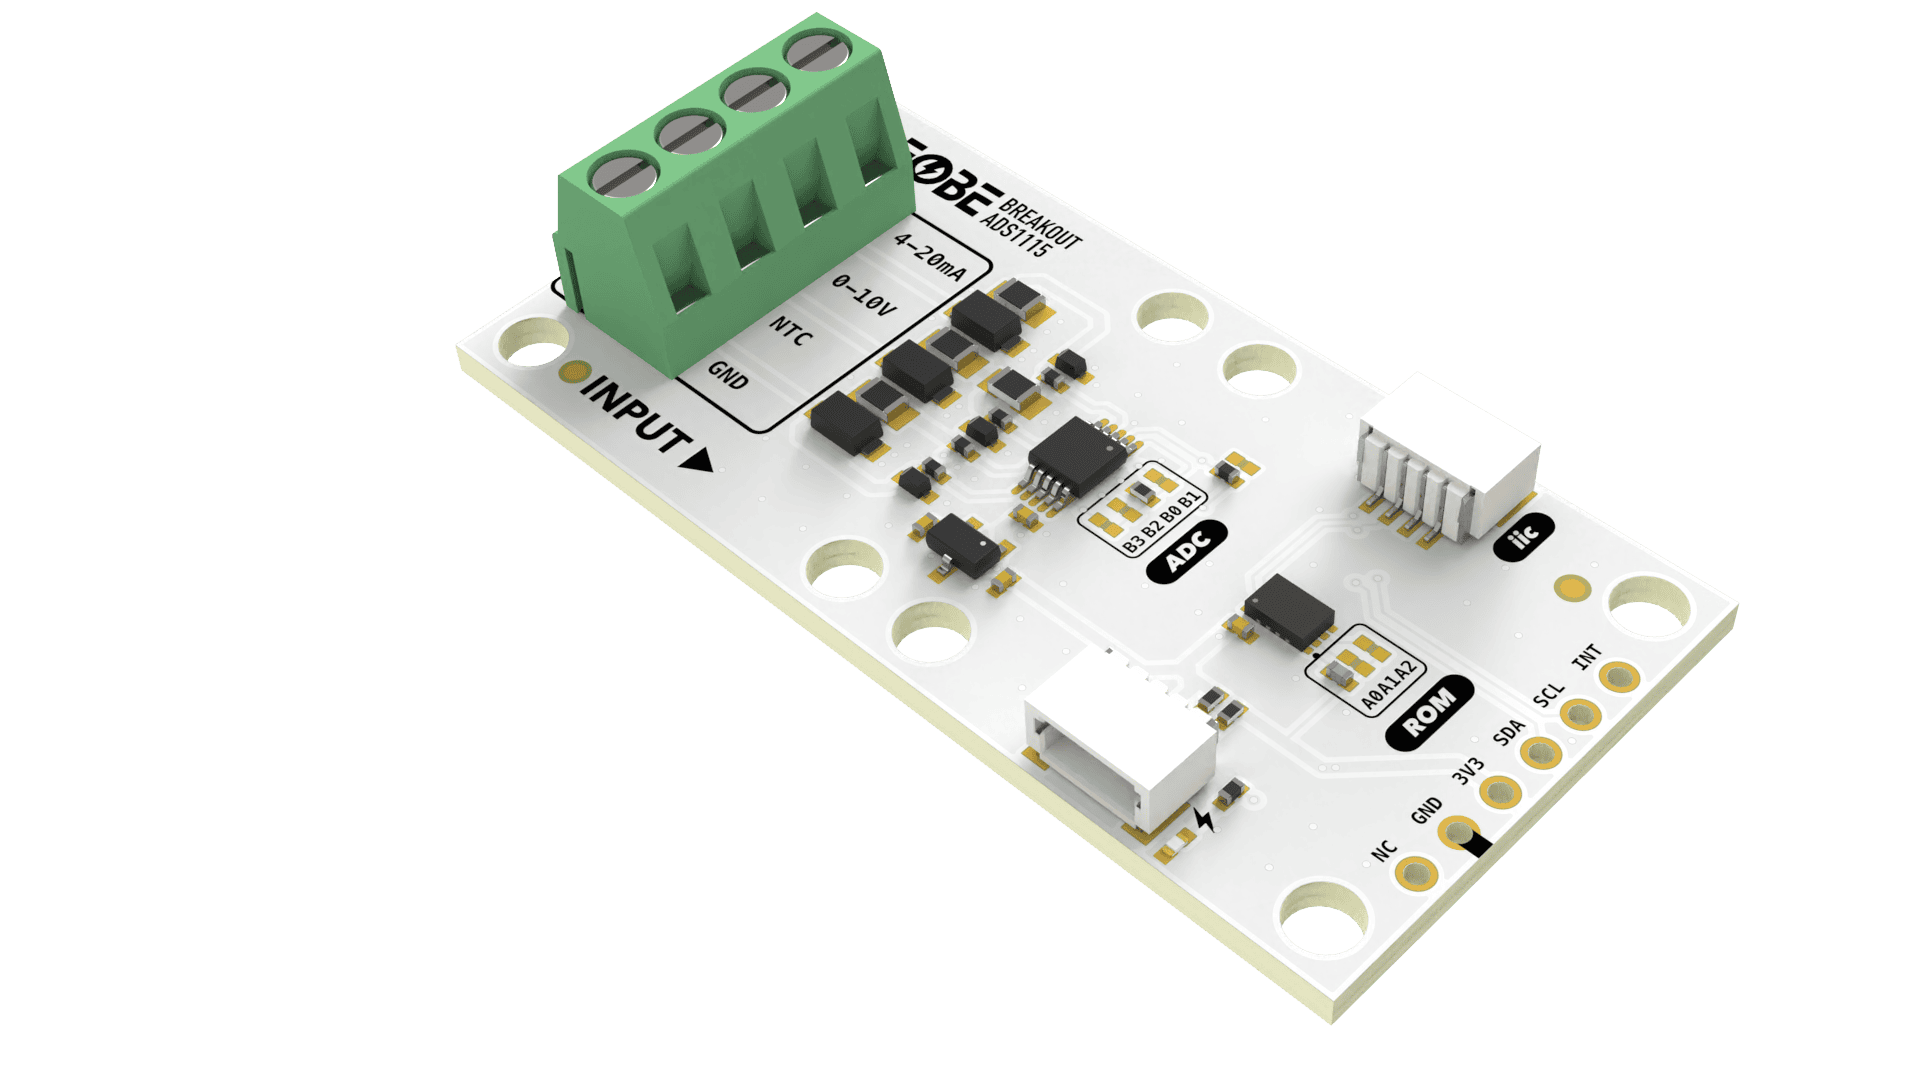 BREAKOUT
ADS1115
4–20mA
0–10V
NTC
GND
INPUT
B3 B2 B0 B1
ADC
iic
A0A1A2
ROM
INT
SCL
SDA
3V3
GND
NC